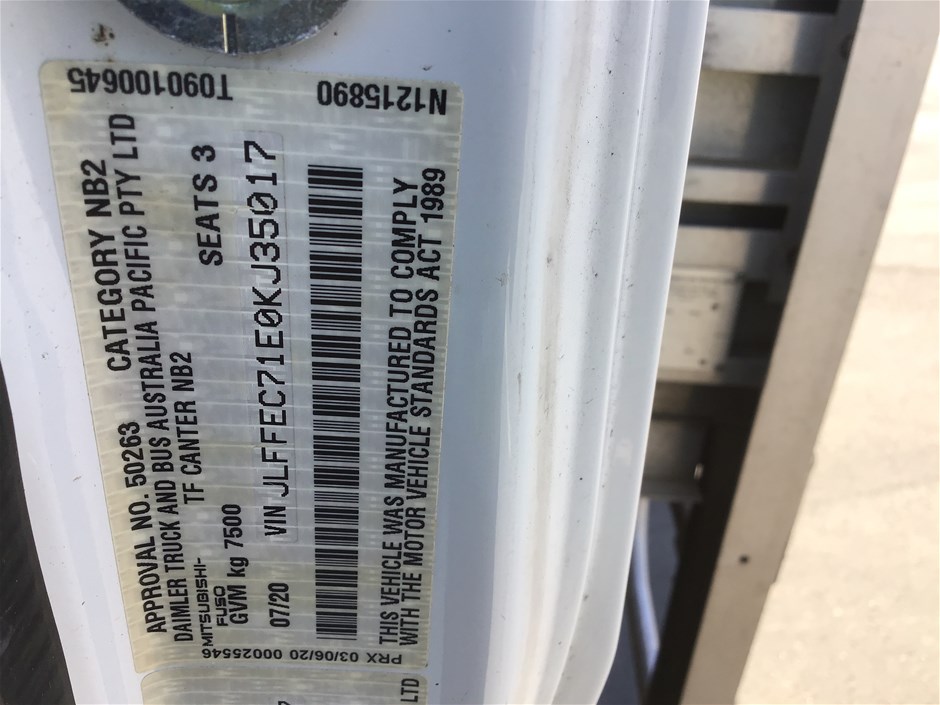 APPROVAL NO. 50263 CATEGORY NB2
DAIMLER TRUCK AND BUS AUSTRALIA PACIFIC PTY LTD
TF CANTER NB2
MITSUBISHI-
FUSO
GVM kg 7500 SEATS 3
07/20 VIN JLFFEC71E0KJ35017
THIS VEHICLE WAS MANUFACTURED TO COMPLY
WITH THE MOTOR VEHICLE STANDARDS ACT 1989
T090100645
N1215890
PRX 03/06/20 00025546
LTD